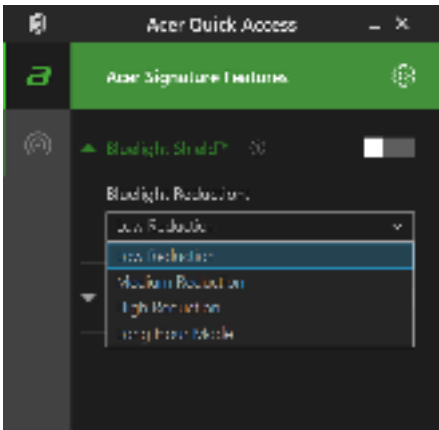 Acer Quick Access
Acer Signature Features
Bluelight Shield™
Bluelight Reduction:
Low Reduction
Low Reduction
Medium Reduction
High Reduction
Long Hour Mode